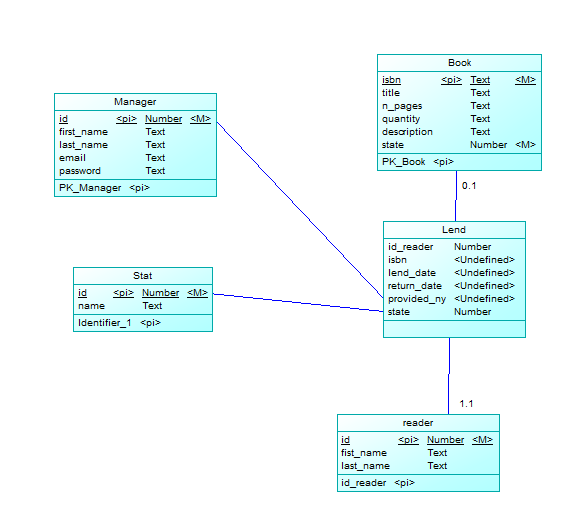 Manager
id <pi> Number <M>
first_name Text
last_name Text
email Text
password Text
PK_Manager <pi>
Book
isbn <pi> Text <M>
title Text
n_pages Text
quantity Text
description Text
state Number <M>
PK_Book <pi>
0.1
Lend
id_reader Number
isbn <Undefined>
lend_date <Undefined>
return_date <Undefined>
provided_ny <Undefined>
state Number
Stat
id <pi> Number <M>
name Text
Identifier_1 <pi>
1.1
reader
id <pi> Number <M>
fist_name Text
last_name Text
id_reader <pi>